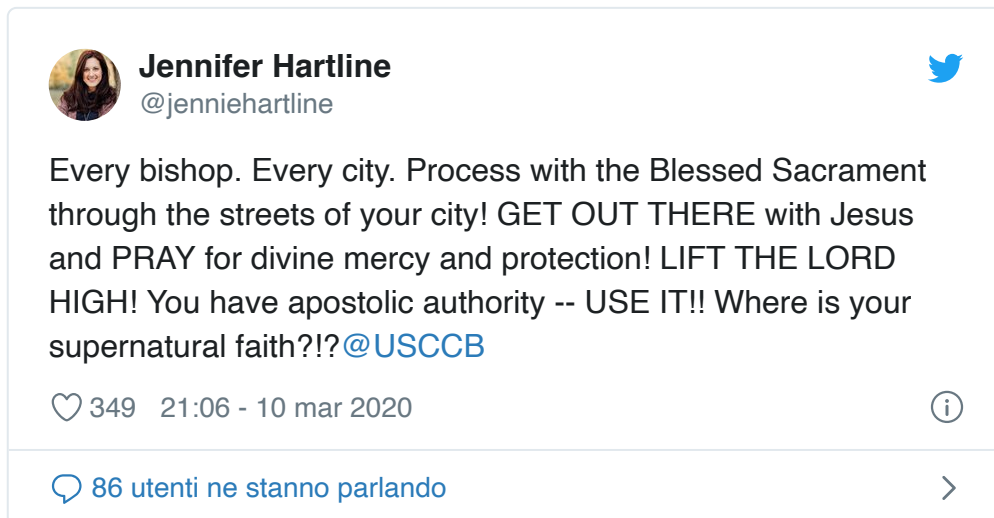 Jennifer Hartline
@jenniehartline
Every bishop. Every city. Process with the Blessed Sacrament
through the streets of your city! GET OUT THERE with Jesus
and PRAY for divine mercy and protection! LIFT THE LORD
HIGH! You have apostolic authority -- USE IT!! Where is your
supernatural faith?!?@USCCB
349 21:06 - 10 mar 2020
86 utenti ne stanno parlando